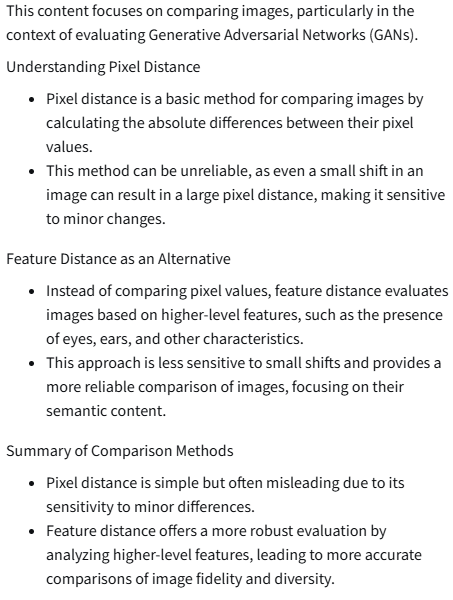 This content focuses on comparing images, particularly in the
context of evaluating Generative Adversarial Networks (GANs).
Understanding Pixel Distance
• Pixel distance is a basic method for comparing images by
calculating the absolute differences between their pixel
values.
• This method can be unreliable, as even a small shift in an
image can result in a large pixel distance, making it sensitive
to minor changes.
Feature Distance as an Alternative
• Instead of comparing pixel values, feature distance evaluates
images based on higher-level features, such as the presence
of eyes, ears, and other characteristics.
• This approach is less sensitive to small shifts and provides a
more reliable comparison of images, focusing on their
semantic content.
Summary of Comparison Methods
• Pixel distance is simple but often misleading due to its
sensitivity to minor differences.
• Feature distance offers a more robust evaluation by
analyzing higher-level features, leading to more accurate
comparisons of image fidelity and diversity.